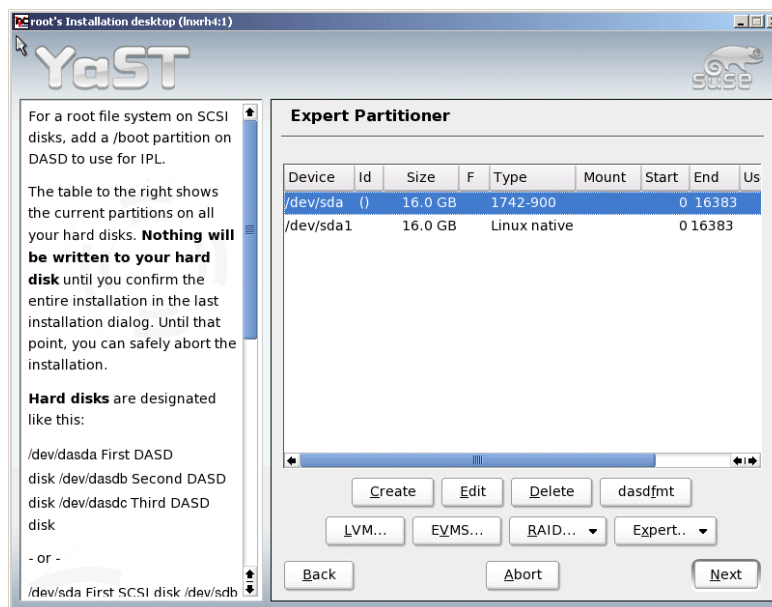 root's Installation desktop (lnxrh4:1)
YaST
suse
For a root file system on SCSI
disks, add a /boot partition on
DASD to use for IPL.
The table to the right shows
the current partitions on all
your hard disks. Nothing will
be written to your hard
disk until you confirm the
entire installation in the last
installation dialog. Until that
point, you can safely abort the
installation.
Hard disks are designated
like this:
/dev/dasda First DASD
disk /dev/dasdb Second DASD
disk /dev/dasdc Third DASD
disk
- or -
/dev/sda First SCSI disk /dev/sdb
Expert Partitioner
Device Id Size F Type Mount Start End Us
/dev/sda () 16.0 GB 1742-900 0 16383
/dev/sda1 16.0 GB Linux native 0 16383
Create Edit Delete dasdfmt
LVM... EVMS... RAID... Expert..
Back Abort Next